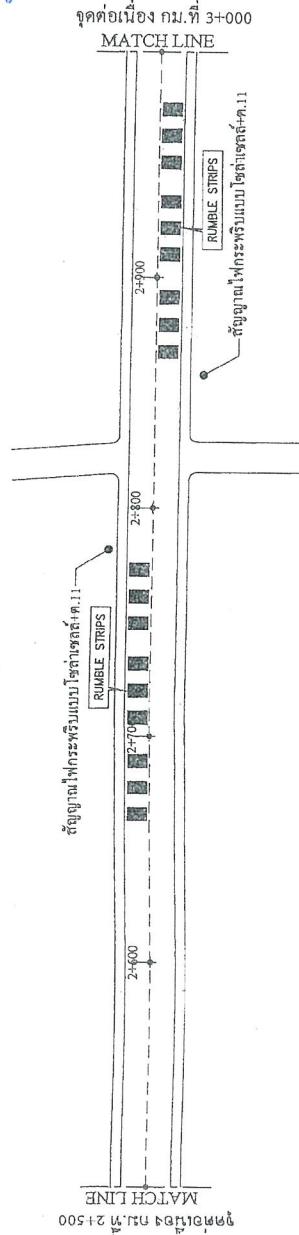 จุดต่อเนื่อง กม.ที่ 3+000
MATCH LINE
RUMBLE STRIPS
สัญญาณไฟกระพริบแบบโซล่าเซลล์+ต.11
2+900
2+800
สัญญาณไฟกระพริบแบบโซล่าเซลล์+ต.11
RUMBLE STRIPS
2+70
2+600
MATCH LINE
จุดต่อเนื่อง กม.ที่ 2+500